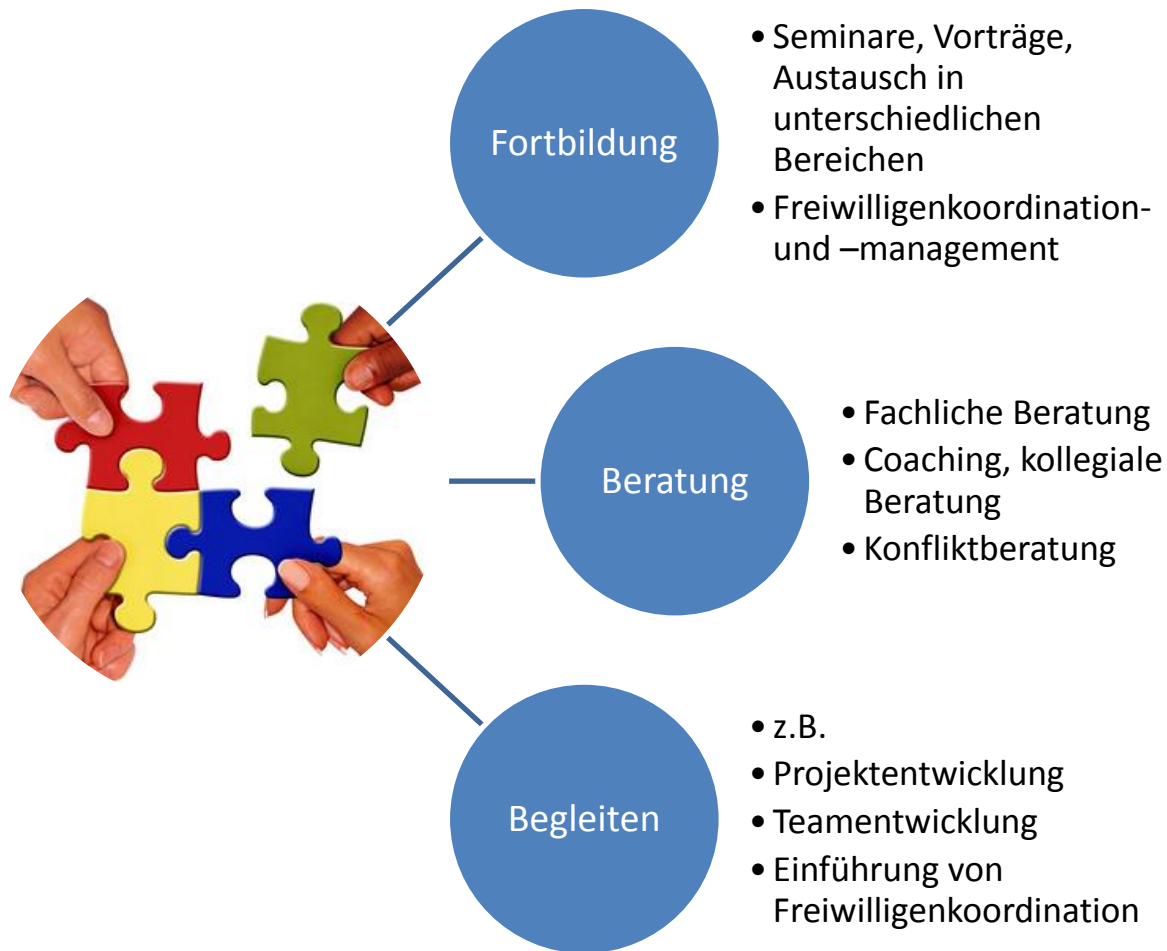 Fortbildung
• Seminare, Vorträge,
Austausch in
unterschiedlichen
Bereichen
• Freiwilligenkoordination-
und –management
Beratung
• Fachliche Beratung
• Coaching, kollegiale
Beratung
• Konfliktberatung
Begleiten
• z.B.
• Projektentwicklung
• Teamentwicklung
• Einführung von
Freiwilligenkoordination